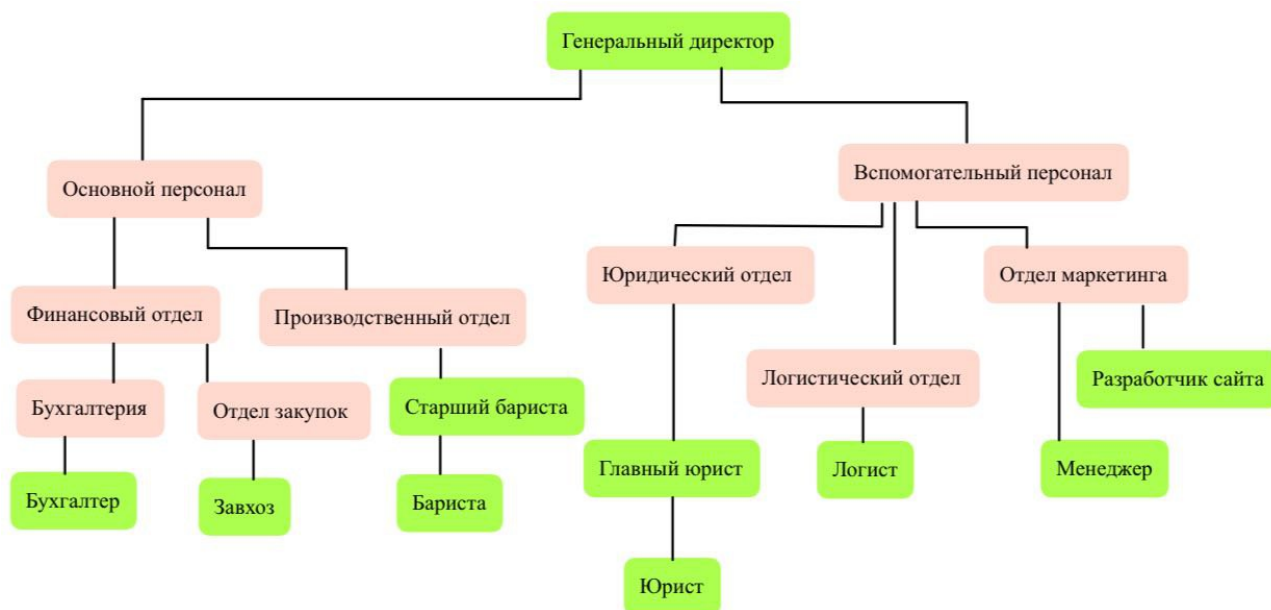 Генеральный директор
Основной персонал
Вспомогательный персонал
Юридический отдел
Отдел маркетинга
Финансовый отдел
Производственный отдел
Логистический отдел
Разработчик сайта
Бухгалтерия
Отдел закупок
Старший бариста
Главный юрист
Логист
Менеджер
Бухгалтер
Завхоз
Бариста
Юрист